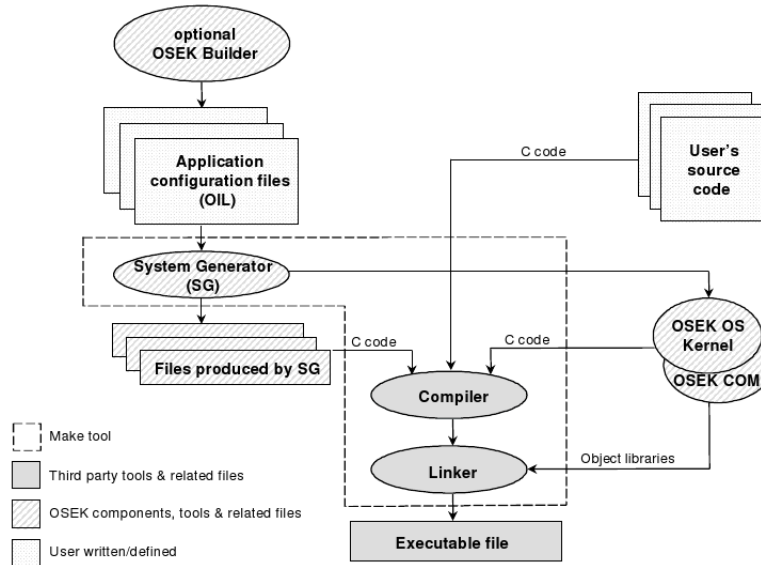 optional
OSEK Builder
Application
configuration files
(OIL)
C code
User's
source
code
System Generator
(SG)
Files produced by SG
C code
C code
OSEK OS
Kernel
OSEK COM
Compiler
Linker
Object libraries
Executable file
Make tool
Third party tools & related files
OSEK components, tools & related files
User written/defined